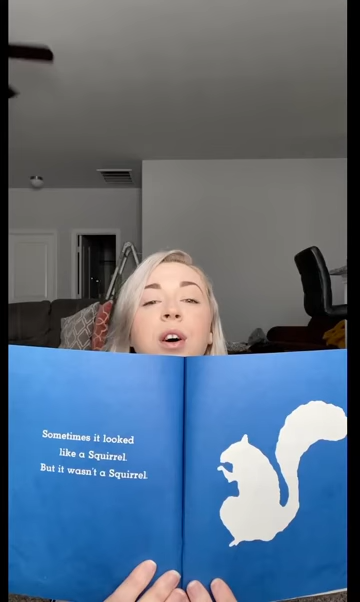 Sometimes it looked
like a Squirrel.
But it wasn't a Squirrel.